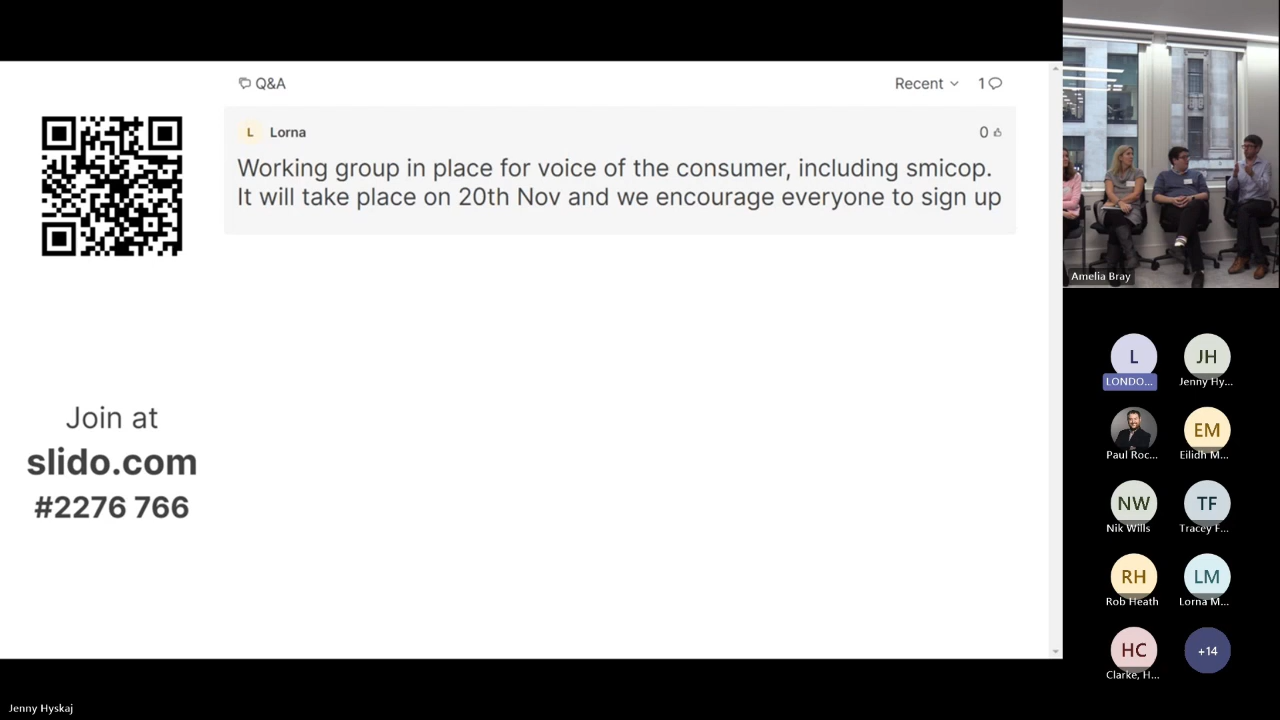 Q&A
Recent
1
L Lorna
0
Working group in place for voice of the consumer, including smicop.
It will take place on 20th Nov and we encourage everyone to sign up
Join at
slido.com
#2276 766
Jenny Hyskaj
Amelia Bray
L
LONDO...
JH
Jenny Hy...
Paul Roc...
EM
Eilidh M...
NW
Nik Wills
TF
Tracey F...
RH
Rob Heath
LM
Lorna M...
HC
Clarke, H...
+14